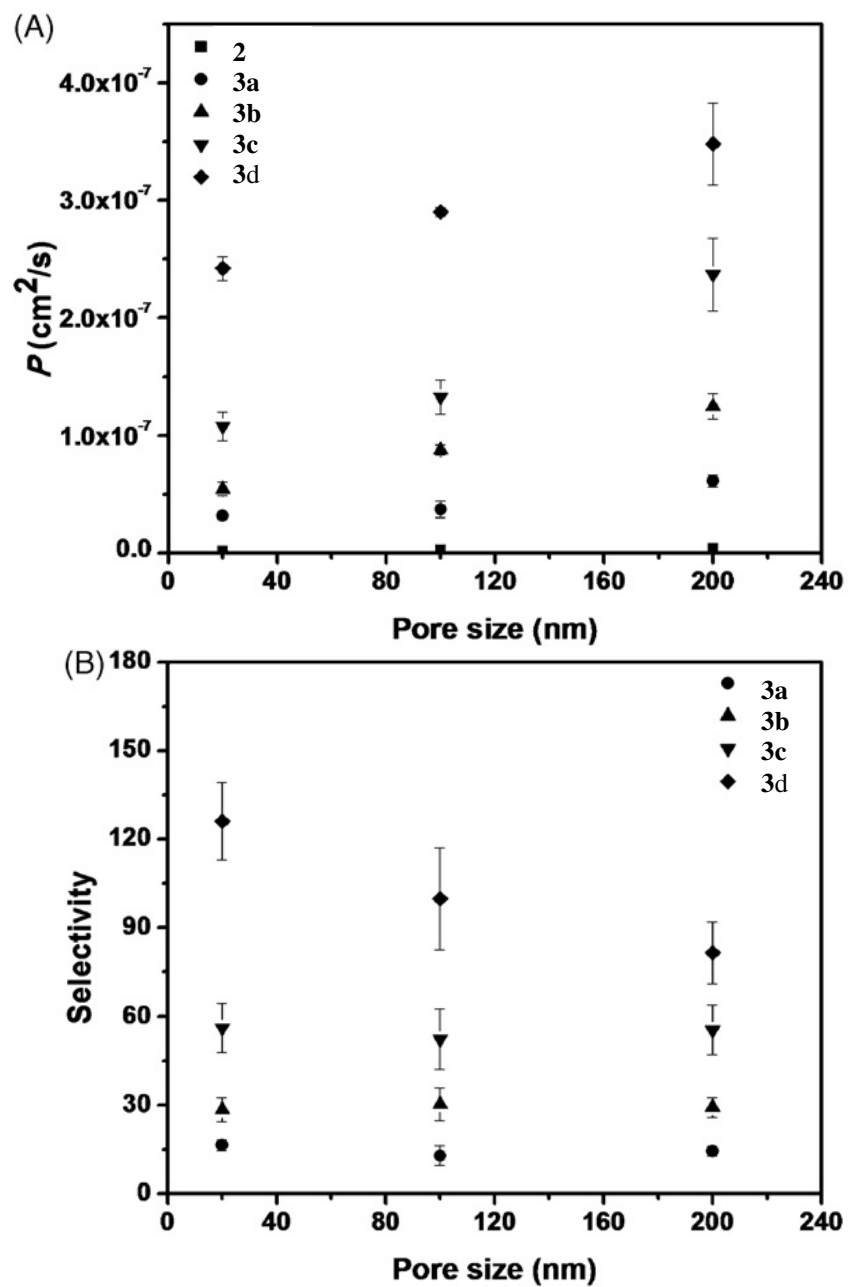 (A)
2
3a
3b
3c
3d
4.0x10⁻⁷
3.0x10⁻⁷
2.0x10⁻⁷
1.0x10⁻⁷
0.0
P (cm²/s)
0 40 80 120 160 200 240
Pore size (nm)
(B)
180
150
120
90
60
30
0
Selectivity
3a
3b
3c
3d
0 40 80 120 160 200 240
Pore size (nm)